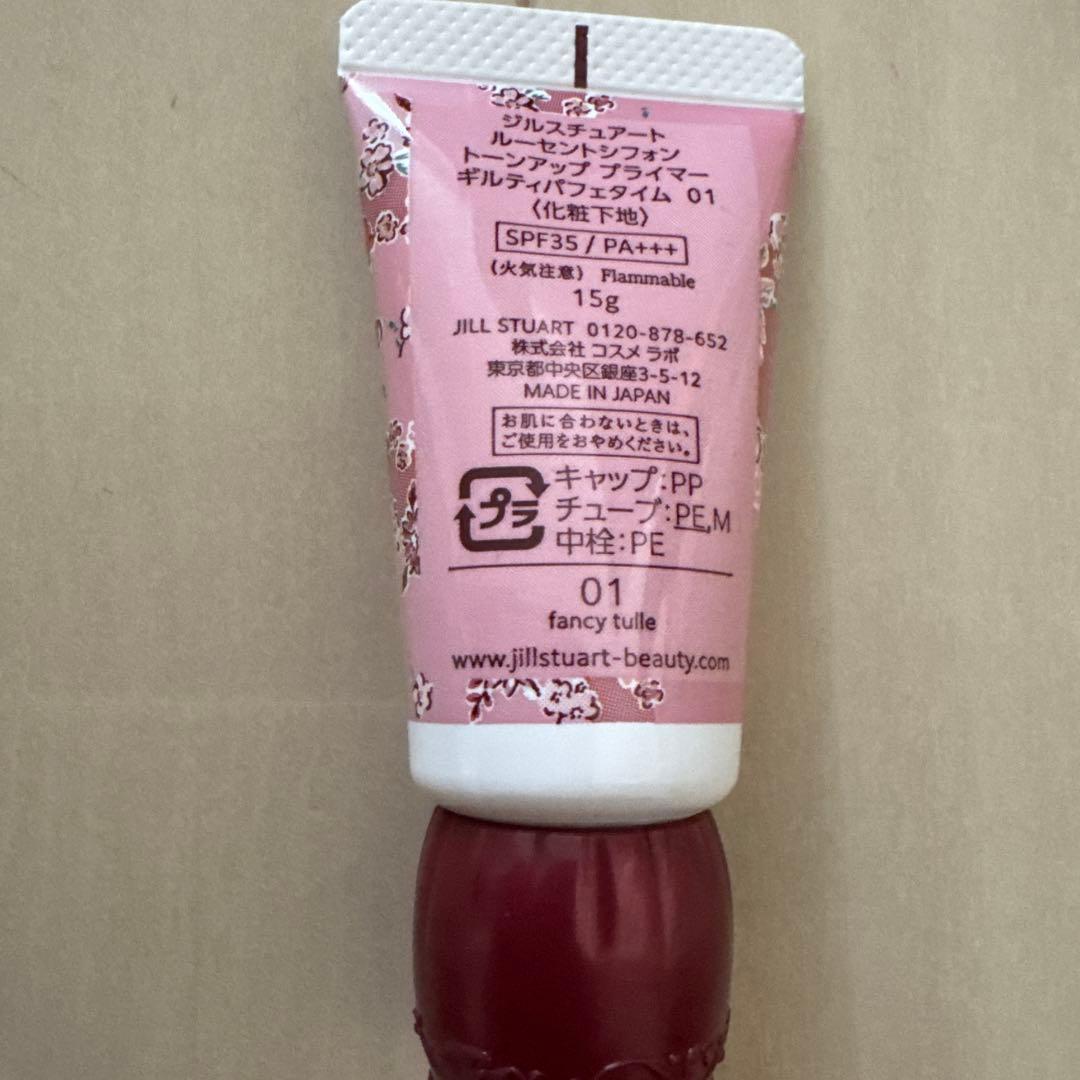 ジルスチュアート
ルーセントシフォン
トーンアップ プライマー
ギルティパフェタイム 01
〈化粧下地〉
SPF35 / PA+++
(火気注意) Flammable
15g
JILL STUART 0120-878-652
株式会社 コスメ ラボ
東京都中央区銀座3-5-12
MADE IN JAPAN
お肌に合わないときは、
ご使用をおやめください。
プラ
キャップ:PP
チューブ:PE,M
中栓:PE
01
fancy tulle
www.jillstuart-beauty.com